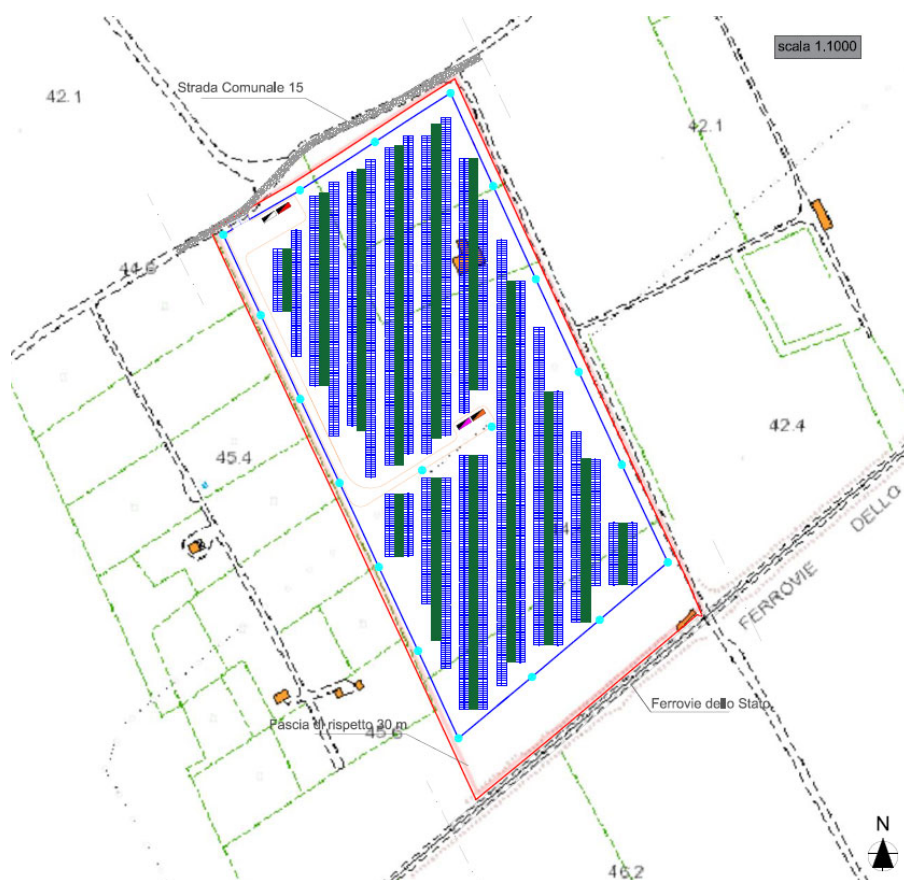 scala 1.1000
Strada Comunale 15
42.1
42.1
44.6
42.4
45.4
DELLO
FERROVIE
Ferrovie dello Stato
Fascia di rispetto 30 m
45.6
N
46.2